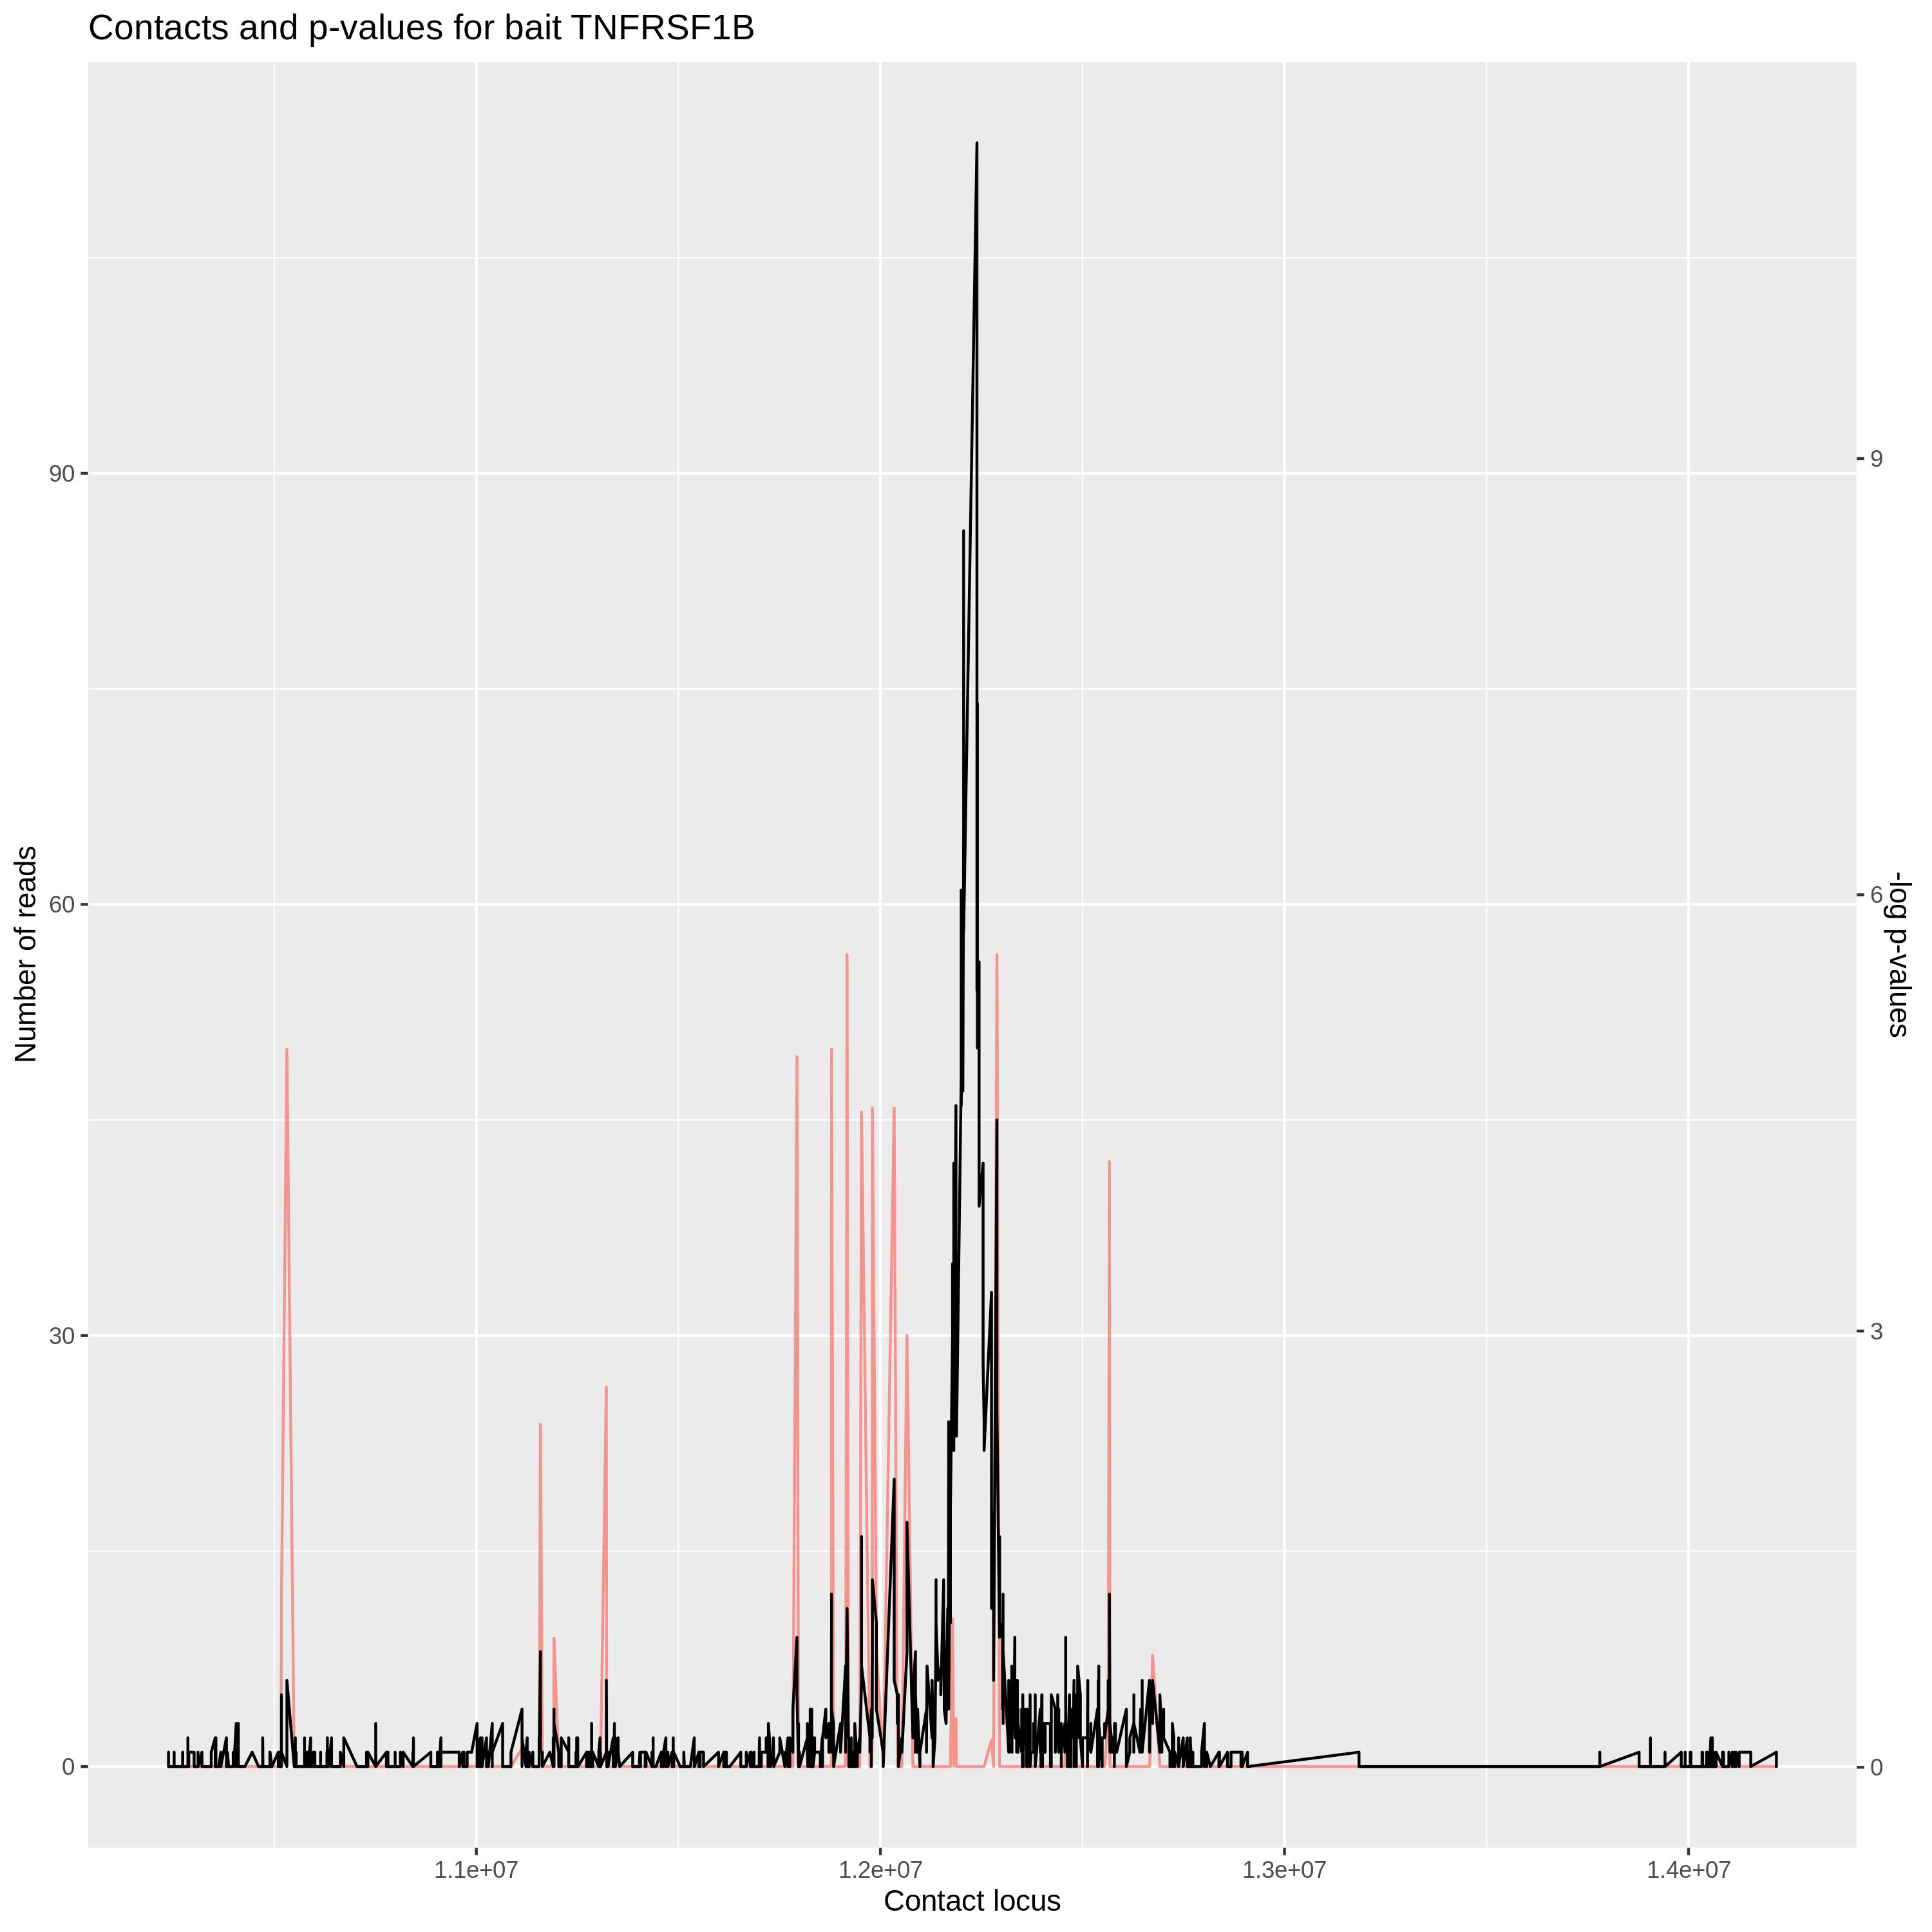 Contacts and p-values for bait TNFRSF1B
Number of reads
90
60
30
0
9
6
3
0
-log p-values
1.1e+07 1.2e+07 1.3e+07 1.4e+07
Contact locus